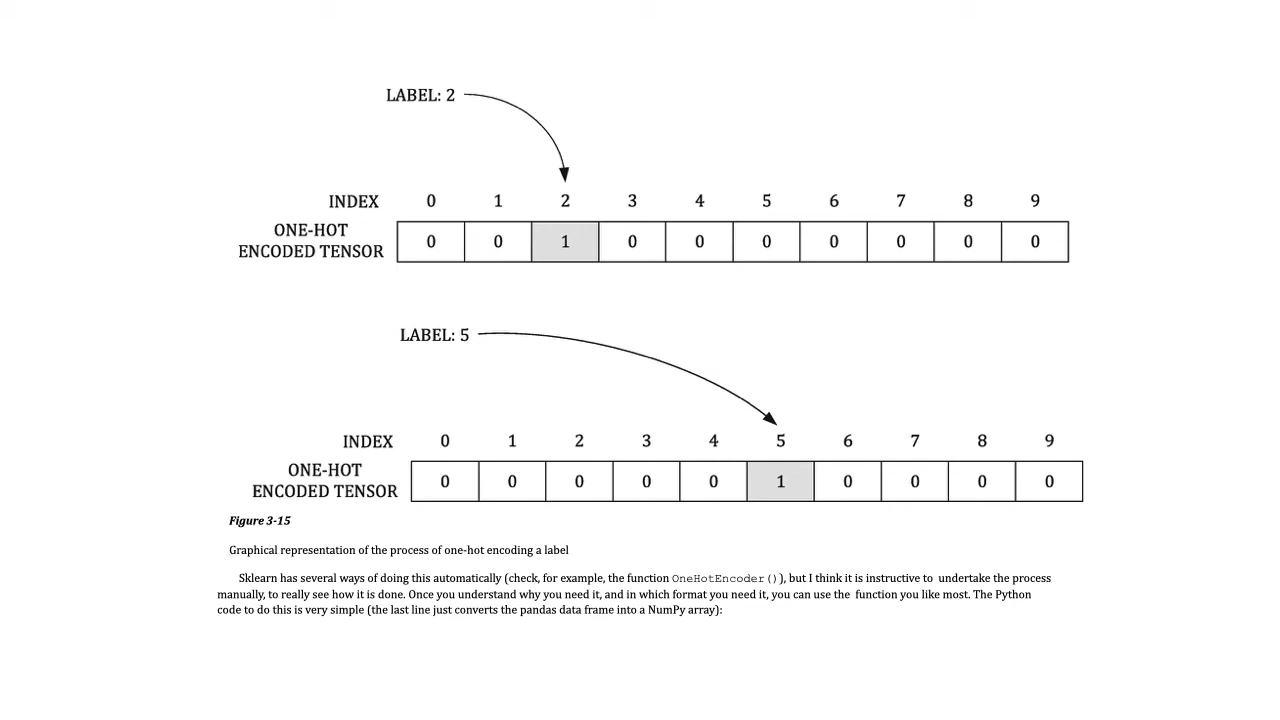 LABEL: 2
INDEX 0 1 2 3 4 5 6 7 8 9
ONE-HOT
ENCODED TENSOR 0 0 1 0 0 0 0 0 0 0
LABEL: 5
INDEX 0 1 2 3 4 5 6 7 8 9
ONE-HOT
ENCODED TENSOR 0 0 0 0 0 1 0 0 0 0
Figure 3-15
Graphical representation of the process of one-hot encoding a label
Sklearn has several ways of doing this automatically (check, for example, the function OneHotEncoder()), but I think it is instructive to undertake the process
manually, to really see how it is done. Once you understand why you need it, and in which format you need it, you can use the function you like most. The Python
code to do this is very simple (the last line just converts the pandas data frame into a NumPy array):